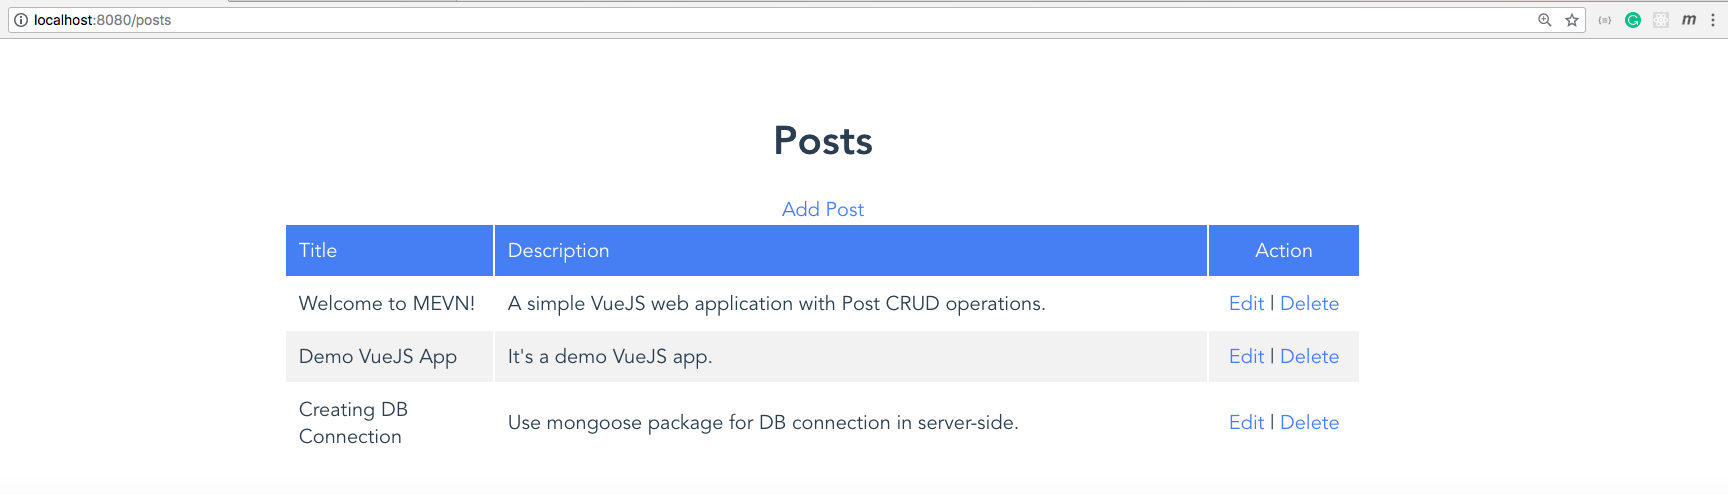 localhost:8080/posts
Posts
Add Post
Title Description Action
Welcome to MEVN! A simple VueJS web application with Post CRUD operations. Edit | Delete
Demo VueJS App It's a demo VueJS app. Edit | Delete
Creating DB
Connection Use mongoose package for DB connection in server-side. Edit | Delete